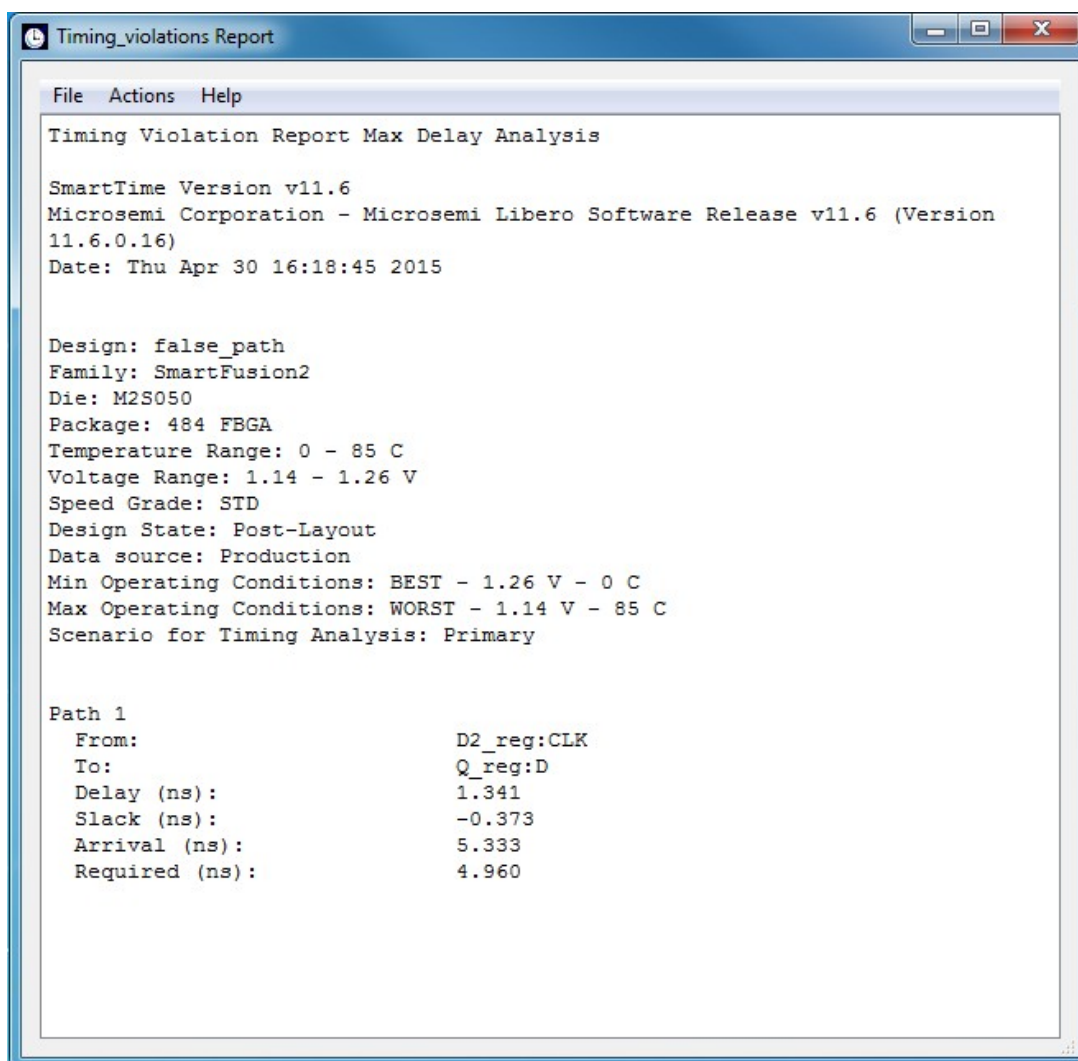 Timing_violations Report
File Actions Help
Timing Violation Report Max Delay Analysis
SmartTime Version v11.6
Microsemi Corporation - Microsemi Libero Software Release v11.6 (Version
11.6.0.16)
Date: Thu Apr 30 16:18:45 2015
Design: false_path
Family: SmartFusion2
Die: M2S050
Package: 484 FBGA
Temperature Range: 0 - 85 C
Voltage Range: 1.14 - 1.26 V
Speed Grade: STD
Design State: Post-Layout
Data source: Production
Min Operating Conditions: BEST - 1.26 V - 0 C
Max Operating Conditions: WORST - 1.14 V - 85 C
Scenario for Timing Analysis: Primary
Path 1
From: D2_reg:CLK
To: Q_reg:D
Delay (ns): 1.341
Slack (ns): -0.373
Arrival (ns): 5.333
Required (ns): 4.960